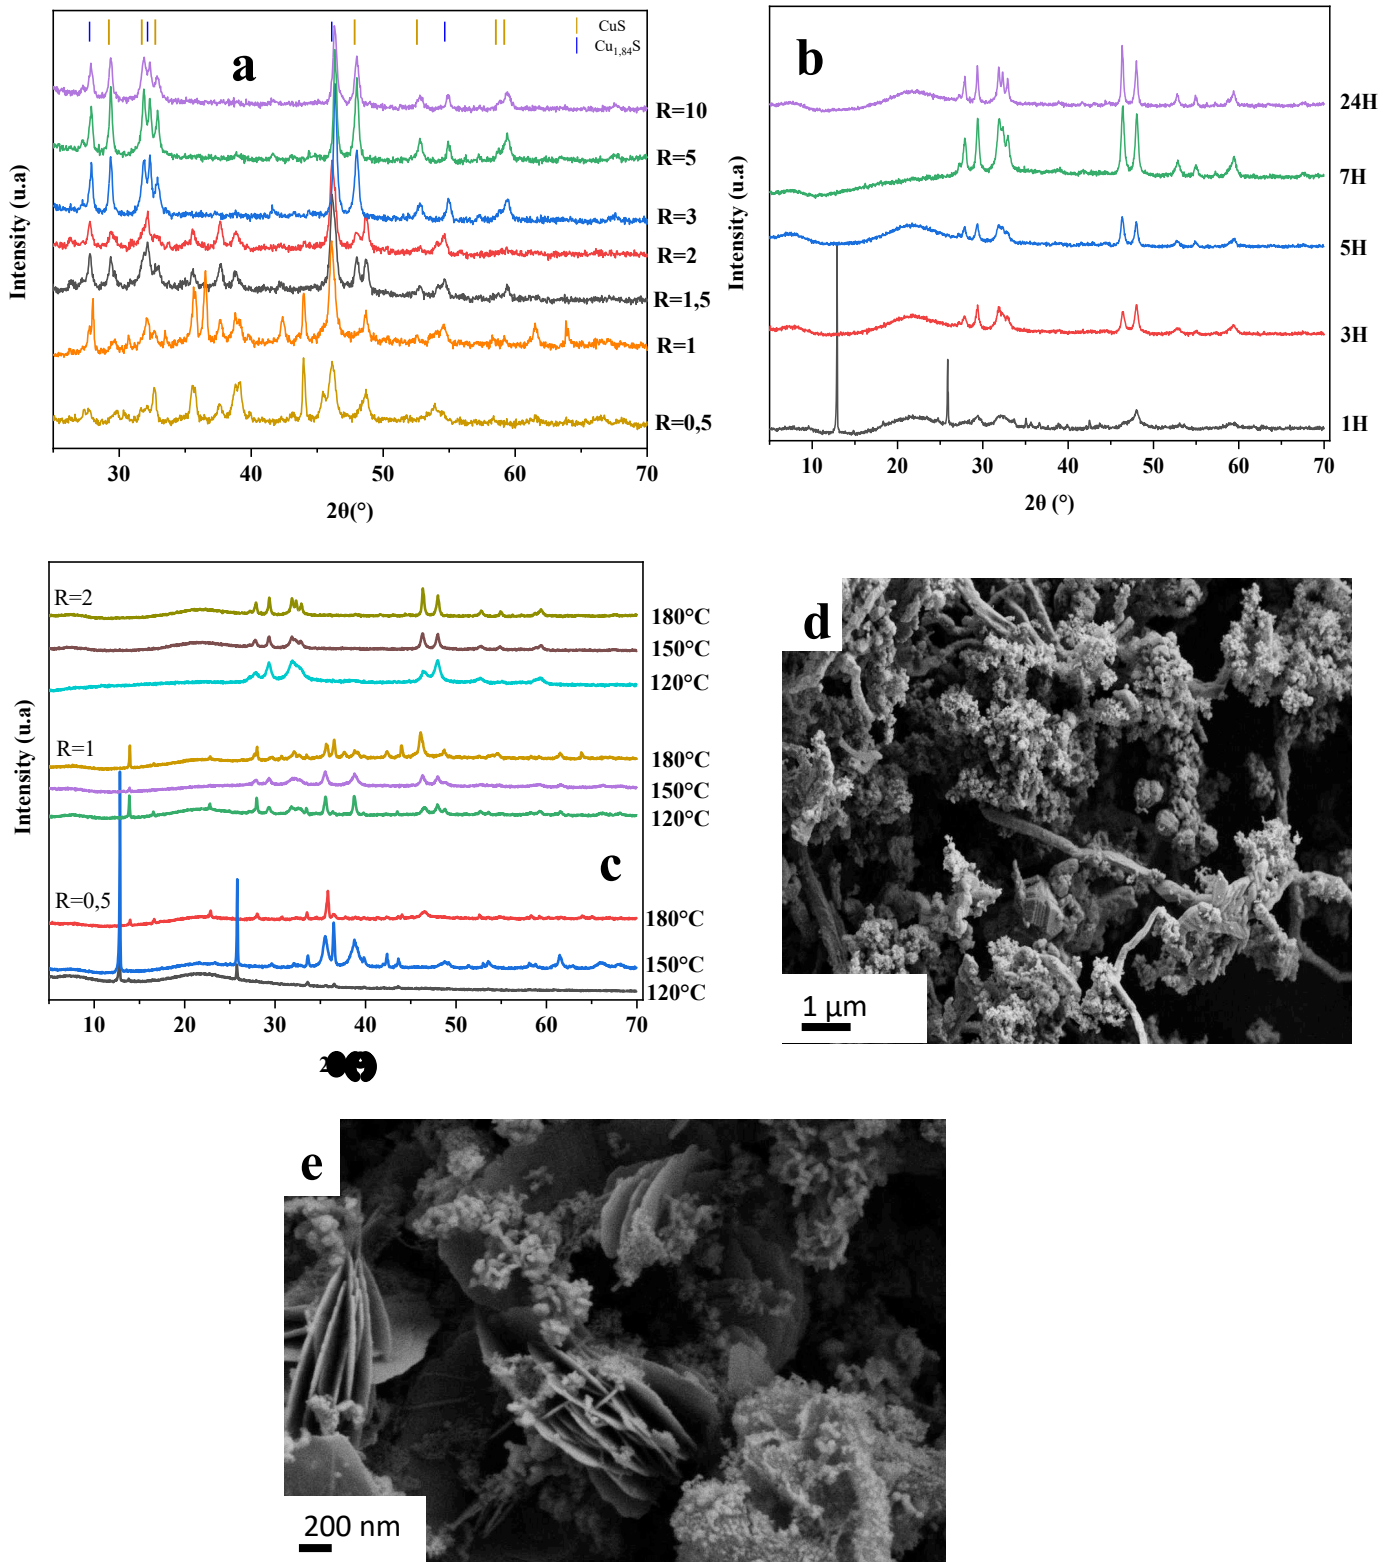 a
CuS
Cu1,84S
R=10
R=5
R=3
R=2
R=1,5
R=1
R=0,5
Intensity (u.a)
30 40 50 60 70
2θ(°)
b
24H
7H
5H
3H
1H
Intensity (u.a)
10 20 30 40 50 60 70
2θ (°)
R=2
180°C
150°C
120°C
R=1
180°C
150°C
120°C
c
R=0,5
180°C
150°C
120°C
Intensity (u.a)
10 20 30 40 50 60 70
d
1 µm
e
200 nm